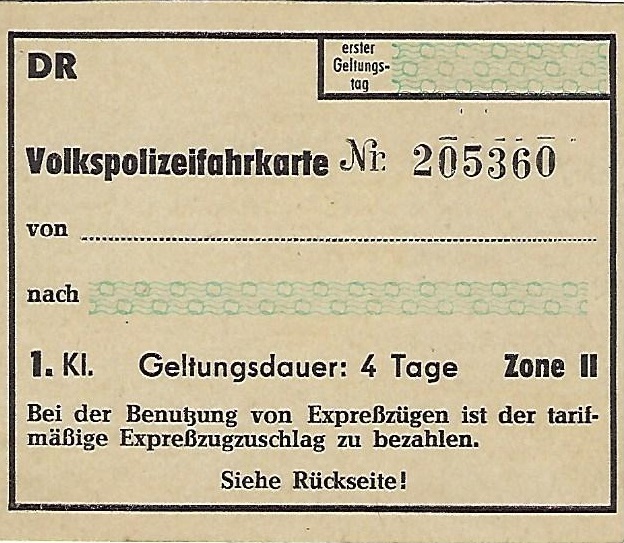 DR
erster
Geltungs-
tag
Volkspolizeifahrkarte Nr. 205360
von
nach
1. Kl. Geltungsdauer: 4 Tage Zone II
Bei der Benutzung von Expreßzügen ist der tarif-
mäßige Expreßzugzuschlag zu bezahlen.
Siehe Rückseite!